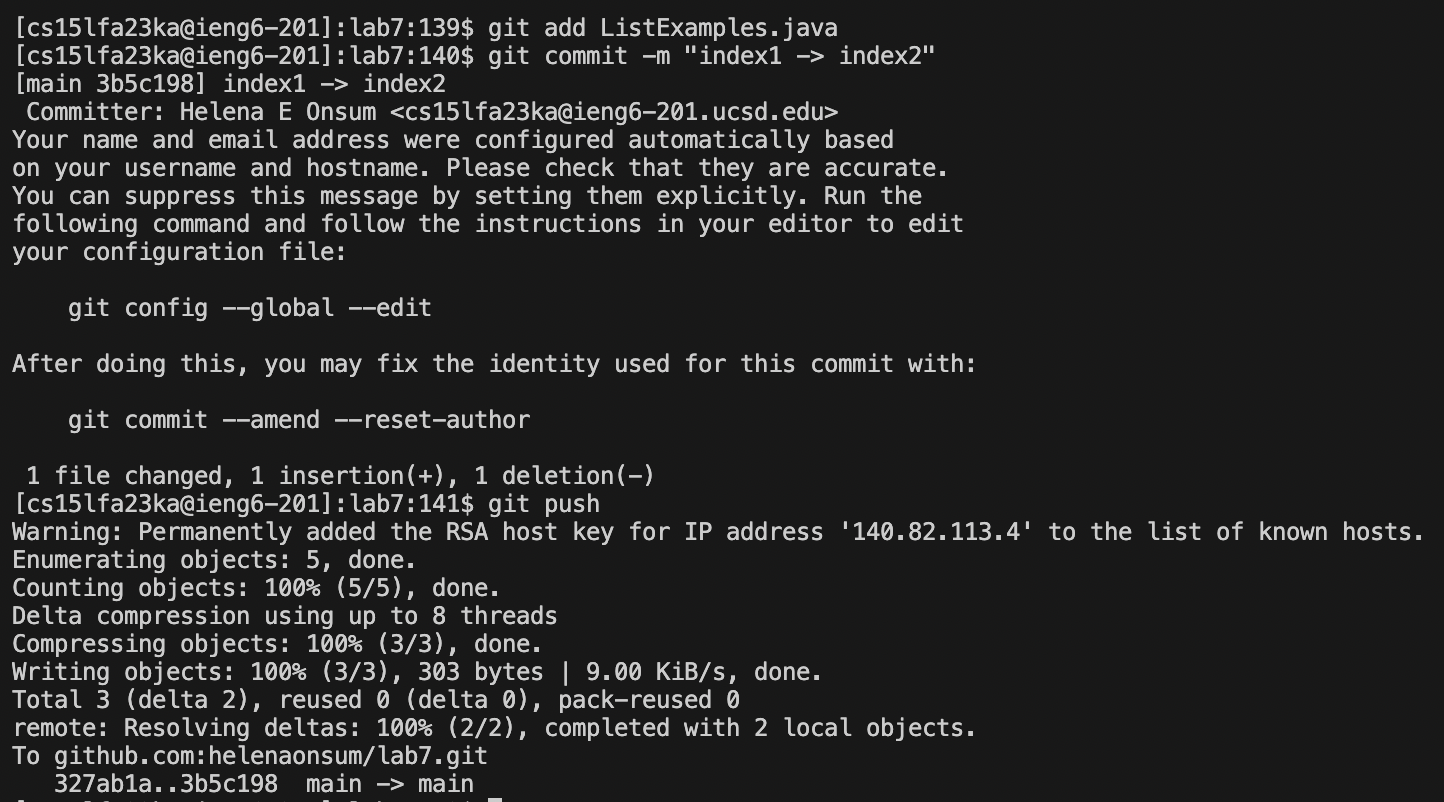 [cs15lfa23ka@ieng6-201]:lab7:139$ git add ListExamples.java
[cs15lfa23ka@ieng6-201]:lab7:140$ git commit -m "index1 -> index2"
[main 3b5c198] index1 -> index2
 Committer: Helena E Onsum <cs15lfa23ka@ieng6-201.ucsd.edu>
Your name and email address were configured automatically based
on your username and hostname. Please check that they are accurate.
You can suppress this message by setting them explicitly. Run the
following command and follow the instructions in your editor to edit
your configuration file:

    git config --global --edit

After doing this, you may fix the identity used for this commit with:

    git commit --amend --reset-author

 1 file changed, 1 insertion(+), 1 deletion(-)
[cs15lfa23ka@ieng6-201]:lab7:141$ git push
Warning: Permanently added the RSA host key for IP address '140.82.113.4' to the list of known hosts.
Enumerating objects: 5, done.
Counting objects: 100% (5/5), done.
Delta compression using up to 8 threads
Compressing objects: 100% (3/3), done.
Writing objects: 100% (3/3), 303 bytes | 9.00 KiB/s, done.
Total 3 (delta 2), reused 0 (delta 0), pack-reused 0
remote: Resolving deltas: 100% (2/2), completed with 2 local objects.
To github.com:helenaonsum/lab7.git
   327ab1a..3b5c198  main -> main